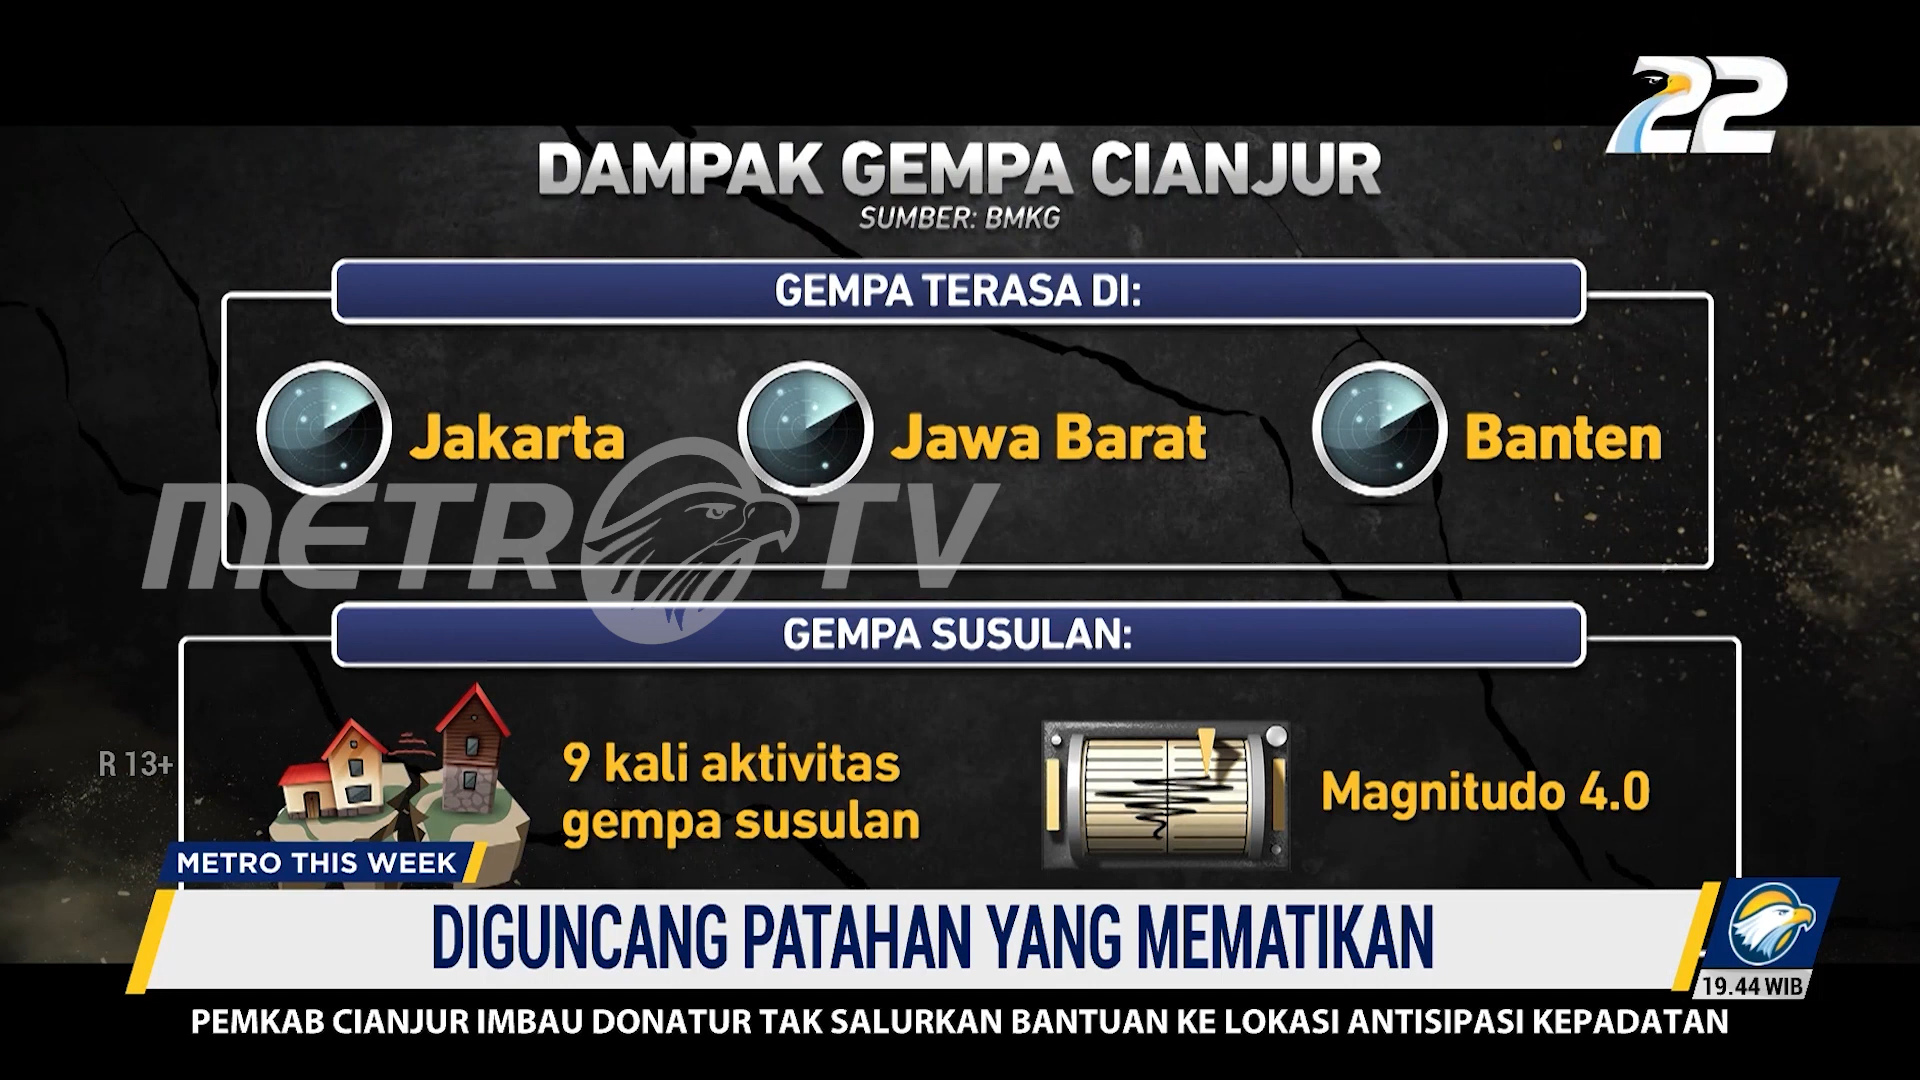 22
DAMPAK GEMPA CIANJUR
SUMBER: BMKG
GEMPA TERASA DI:
Jakarta
Jawa Barat
Banten
METRO TV
GEMPA SUSULAN:
R 13+
9 kali aktivitas
gempa susulan
Magnitudo 4.0
METRO THIS WEEK
DIGUNCANG PATAHAN YANG MEMATIKAN
19.44 WIB
PEMKAB CIANJUR IMBAU DONATUR TAK SALURKAN BANTUAN KE LOKASI ANTISIPASI KEPADATAN